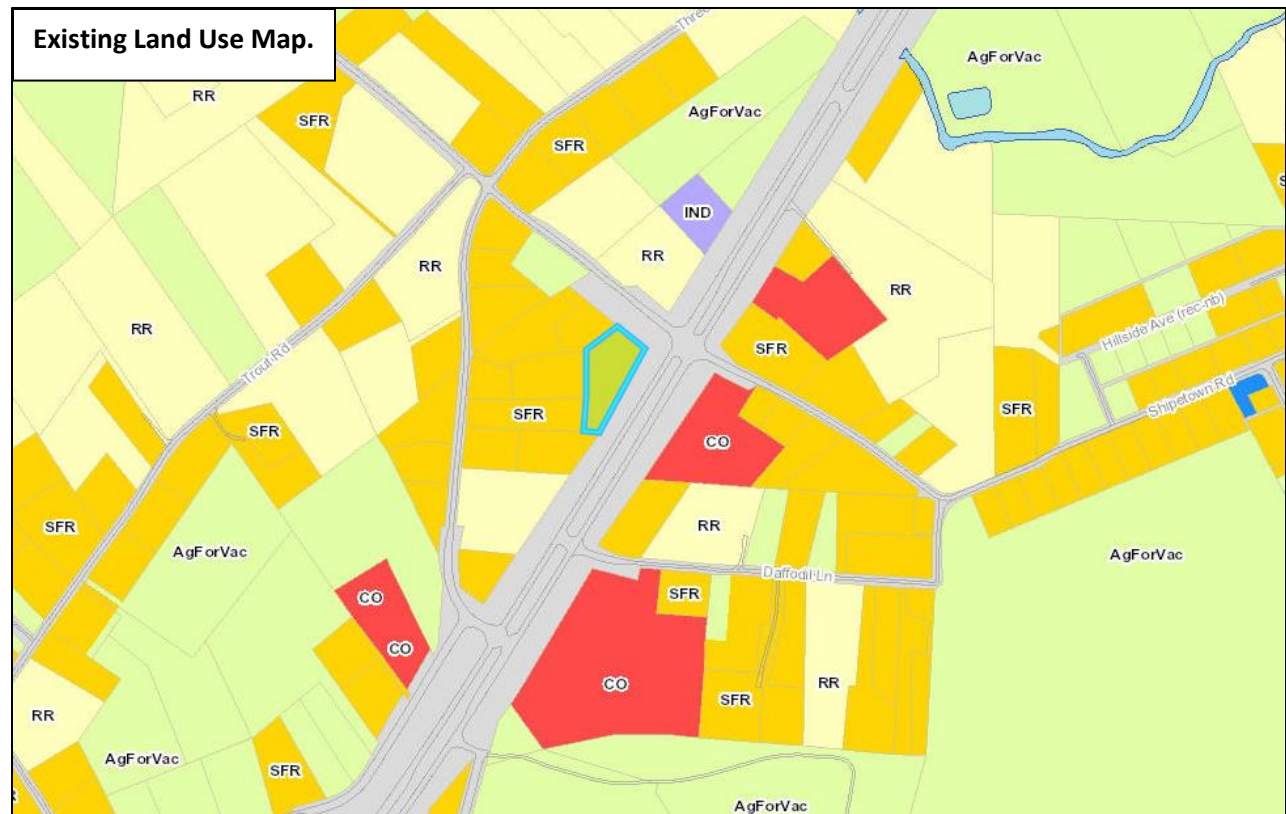 Existing Land Use Map.
Three
AgForVac
RR
SFR
AgForVac
SFR
IND
RR
RR
RR
RR
Hillside Ave (rec-nb)
Trout Rd
SFR
Shipetown Rd
SFR
SFR
SFR
CO
SFR
RR
AgForVac
AgForVac
Daffodil Ln
CO
SFR
CO
CO
SFR
RR
RR
AgForVac
SFR
AgForVac